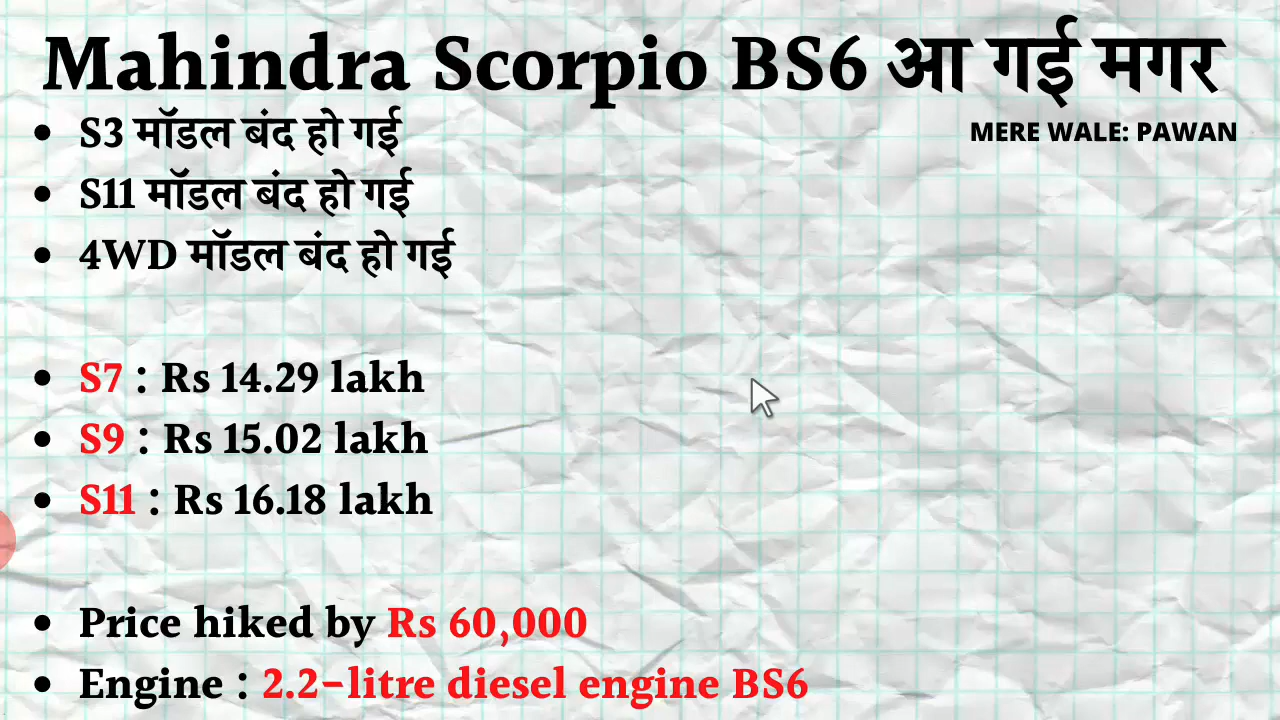 Mahindra Scorpio BS6 आ गई मगर
MERE WALE: PAWAN
• S3 मॉडल बंद हो गई
• S11 मॉडल बंद हो गई
• 4WD मॉडल बंद हो गई
• S7 : Rs 14.29 lakh
• S9 : Rs 15.02 lakh
• S11 : Rs 16.18 lakh
• Price hiked by Rs 60,000
• Engine : 2.2-litre diesel engine BS6